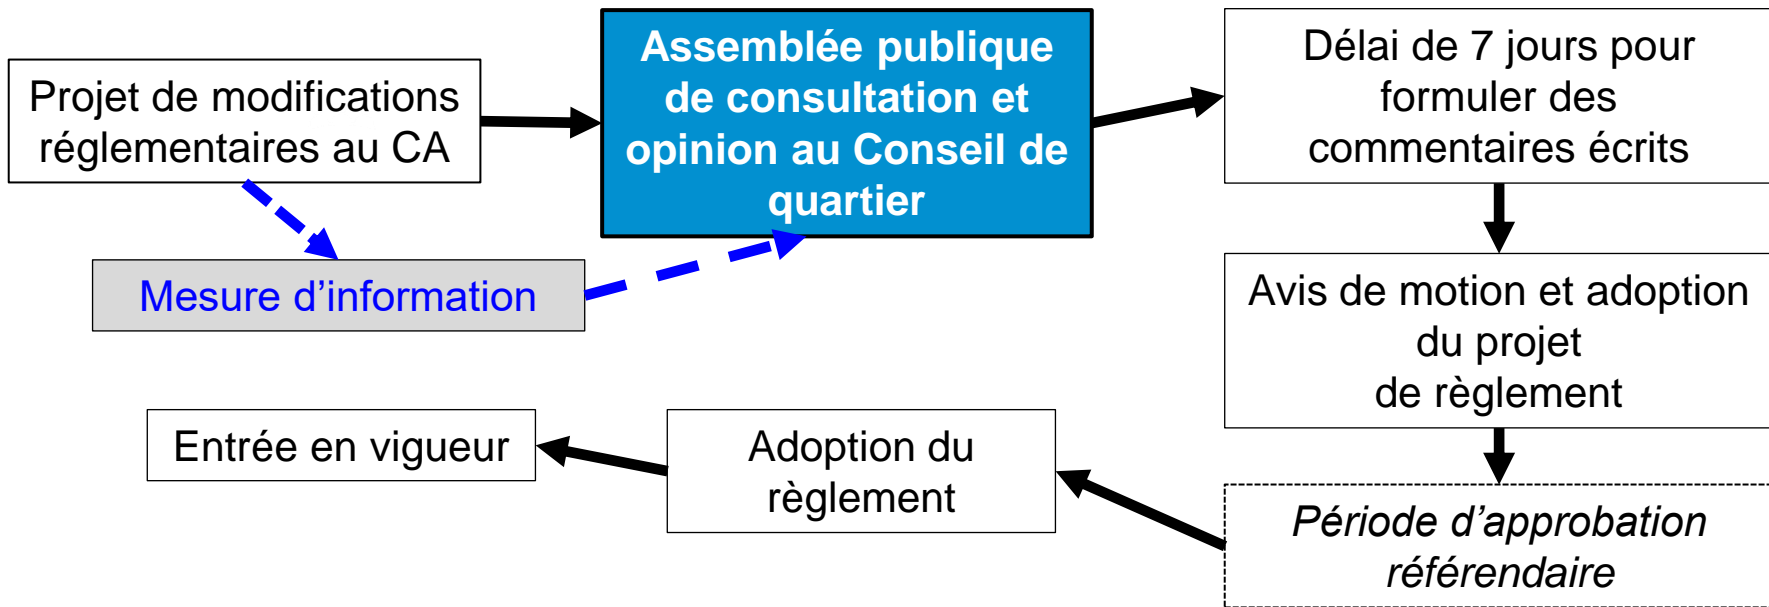 Projet de modifications
réglementaires au CA
Assemblée publique
de consultation et
opinion au Conseil de
quartier
Délai de 7 jours pour
formuler des
commentaires écrits
Mesure d’information
Avis de motion et adoption
du projet
de règlement
Période d’approbation
référendaire
Adoption du
règlement
Entrée en vigueur